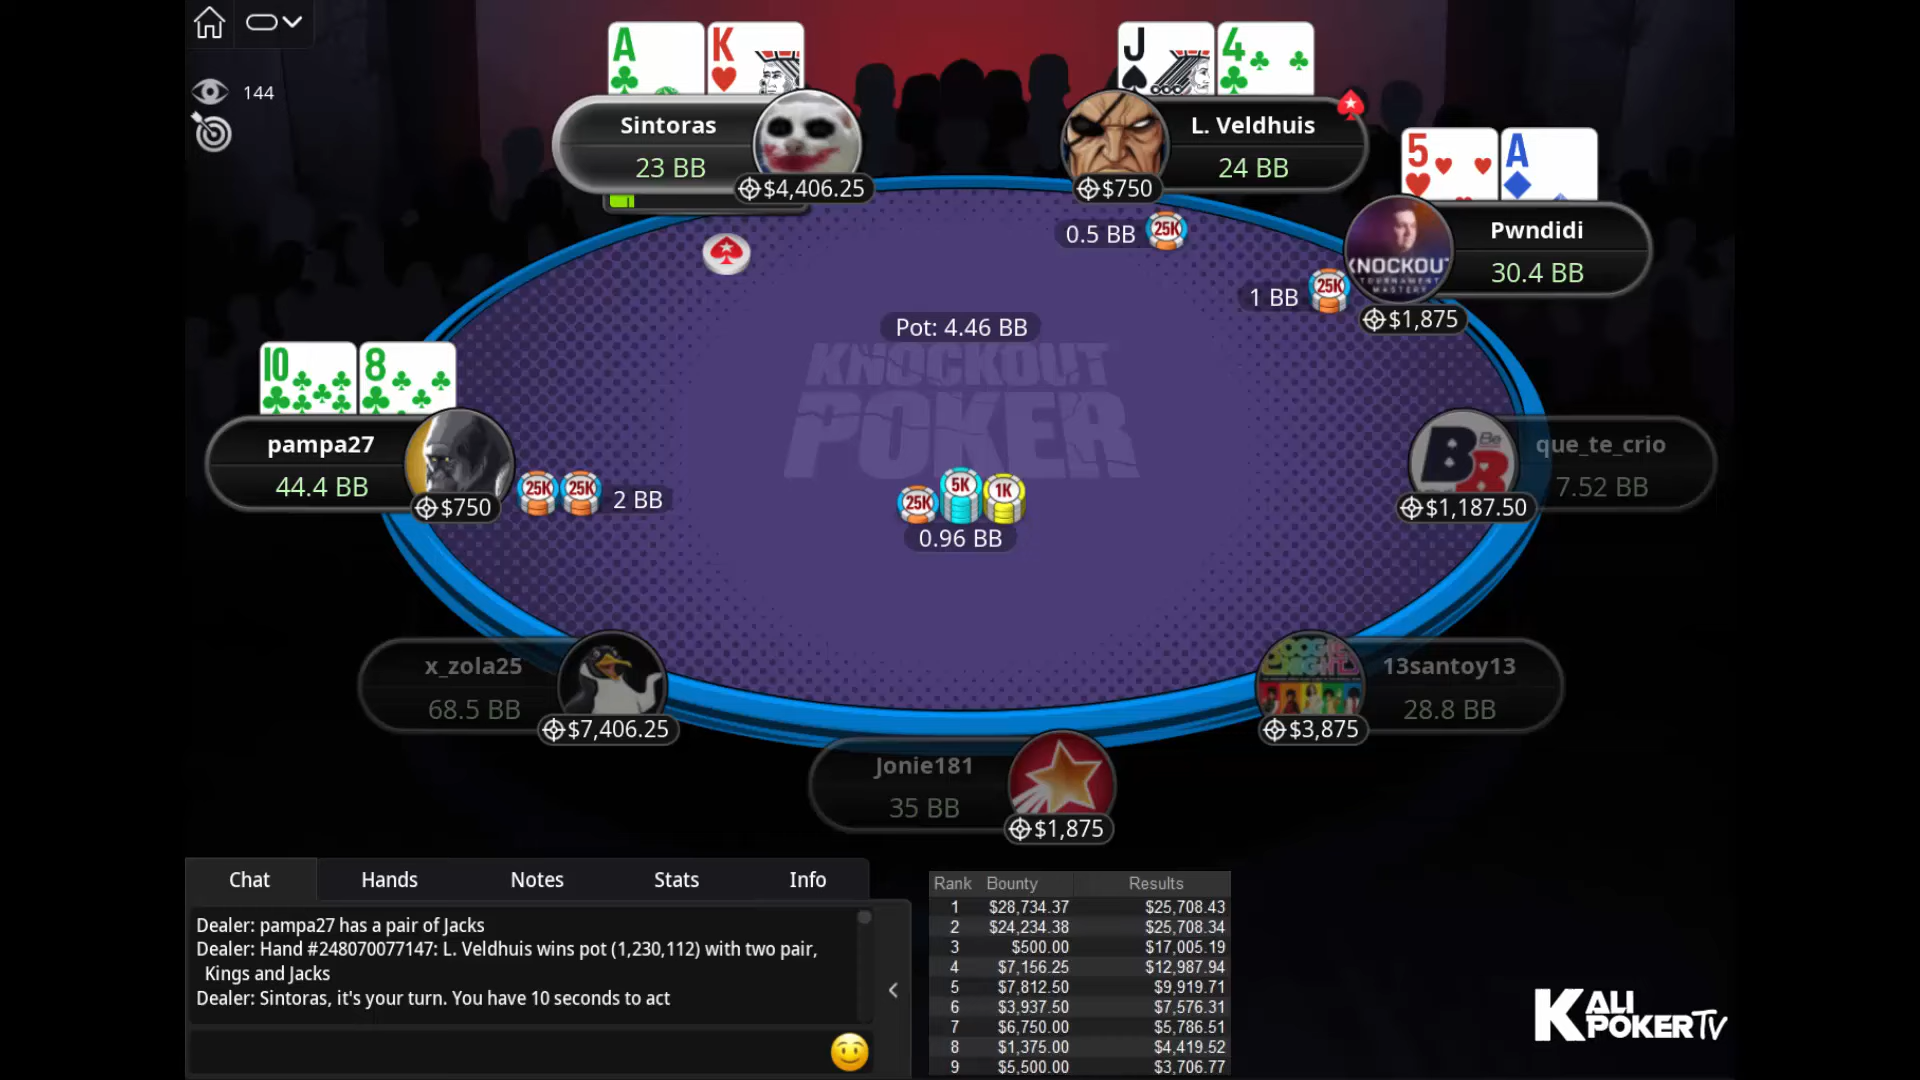 144
A K
Sintoras
23 BB
$4,406.25
J 4
L. Veldhuis
24 BB
$750
0.5 BB
25K
5 A
Pwndidi
30.4 BB
KNOCKOUT
TOURNAMENT
MASTERY
$1,875
1 BB
25K
Pot: 4.46 BB
KNOCKOUT
POKER
10 8
pampa27
44.4 BB
$750
25K 25K 2 BB
25K 5K 1K
0.96 BB
Be
B B
que_te_crio
7.52 BB
$1,187.50
x_zola25
68.5 BB
$7,406.25
13santoy13
28.8 BB
$3,875
Jonie181
35 BB
$1,875
Chat Hands Notes Stats Info
Dealer: pampa27 has a pair of Jacks
Dealer: Hand #248070077147: L. Veldhuis wins pot (1,230,112) with two pair,
Kings and Jacks
Dealer: Sintoras, it's your turn. You have 10 seconds to act
Rank Bounty Results
1 $28,734.37 $25,708.43
2 $24,234.38 $25,708.34
3 $500.00 $17,005.19
4 $7,156.25 $12,987.94
5 $7,812.50 $9,919.71
6 $3,937.50 $7,576.31
7 $6,750.00 $5,786.51
8 $1,375.00 $4,419.52
9 $5,500.00 $3,706.77
KALI
POKERTV